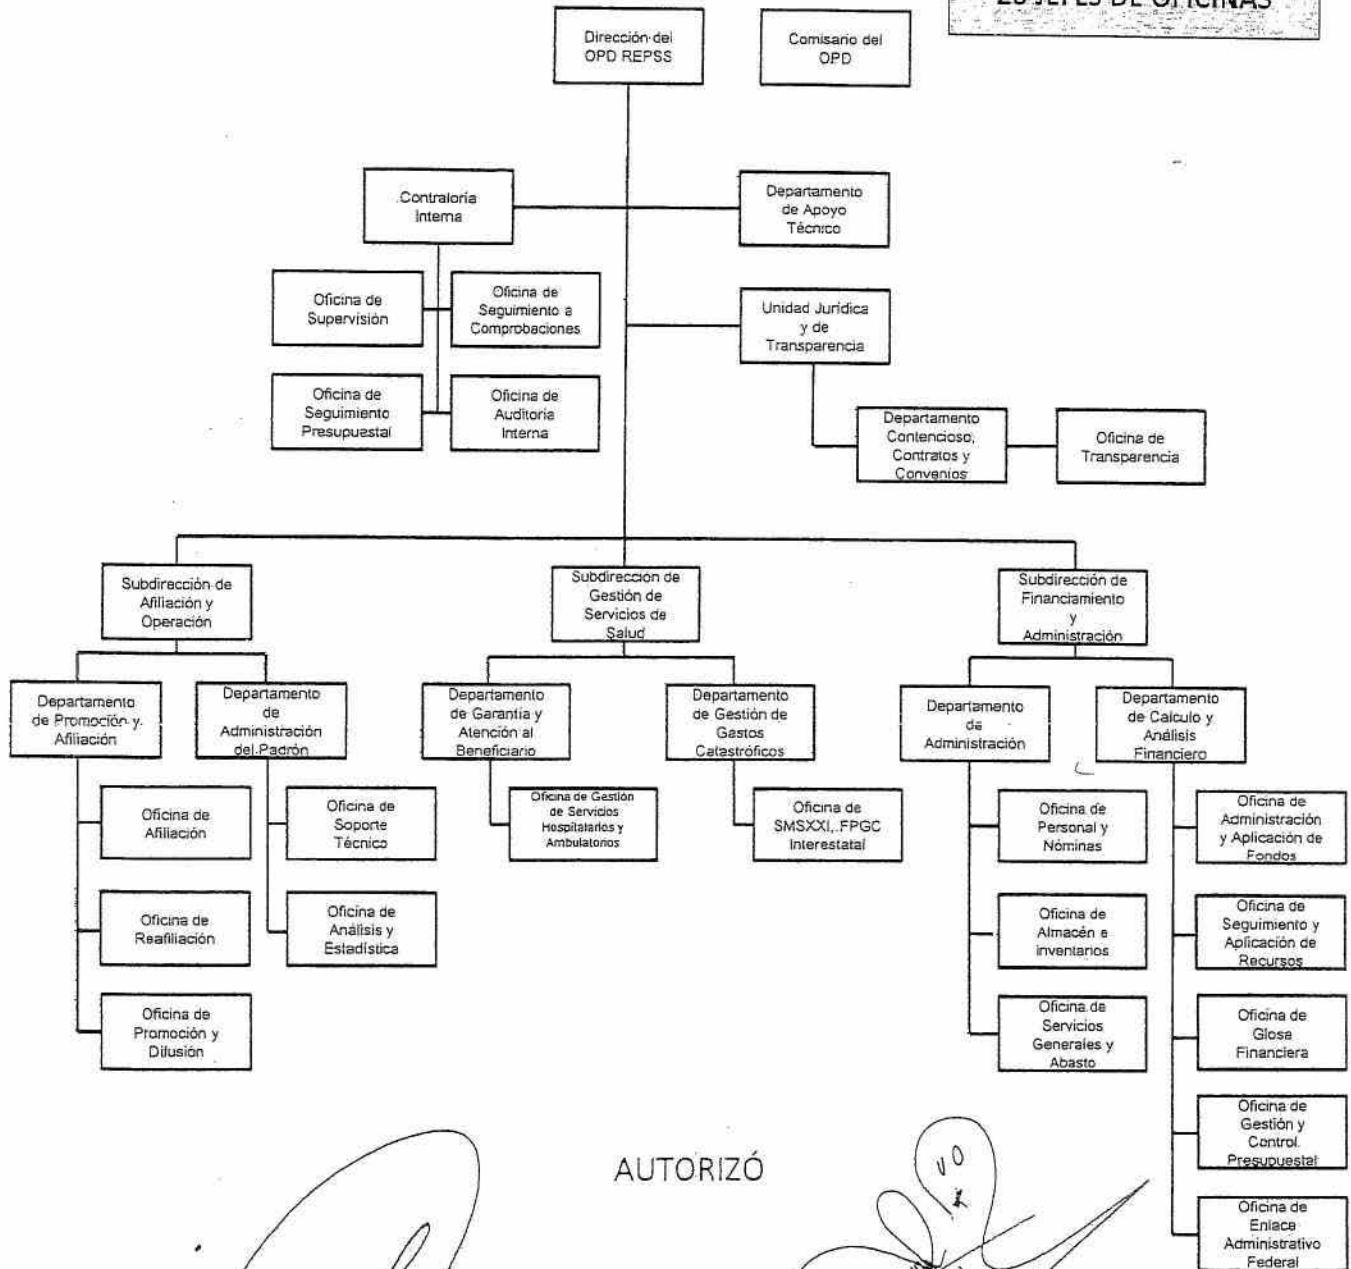 Dirección del
OPD REPSS
Comisario del
OPD
Contraloría
Interna
Departamento
de Apoyo
Técnico
Oficina de
Supervisión
Oficina de
Seguimiento a
Comprobaciones
Unidad Jurídica
y de
Transparencia
Oficina de
Seguimiento
Presupuestal
Oficina de
Auditoria
Interna
Departamento
Contencioso,
Contratos y
Convenios
Oficina de
Transparencia
Subdirección de
Afiliación y
Operación
Subdirección de
Gestión de
Servicios de
Salud
Subdirección de
Financiamiento
y
Administración
Departamento
de Promoción y
Afiliación
Departamento
de
Administración
del Padrón
Departamento
de Garantía y
Atención al
Beneficiario
Departamento
de Gestión de
Gastos
Catastróficos
Departamento
de
Administración
Departamento
de Calculo y
Análisis
Financiero
Oficina de
Afiliación
Oficina de
Soporte
Técnico
Oficina de Gestión
de Servicios
Hospitalarios y
Ambulatorios
Oficina de
SMSXXI, FPGC
Interestatal
Oficina de
Personal y
Nóminas
Oficina de
Administración
y Aplicación de
Fondos
Oficina de
Reafiliación
Oficina de
Análisis y
Estadística
Oficina de
Almacén e
Inventarios
Oficina de
Seguimiento y
Aplicación de
Recursos
Oficina de
Promoción y
Difusión
Oficina de
Servicios
Generales y
Abasto
Oficina de
Glosa
Financiera
Oficina de
Gestión y
Control
Presupuestal
Oficina de
Enlace
Administrativo
Federal
AUTORIZÓ